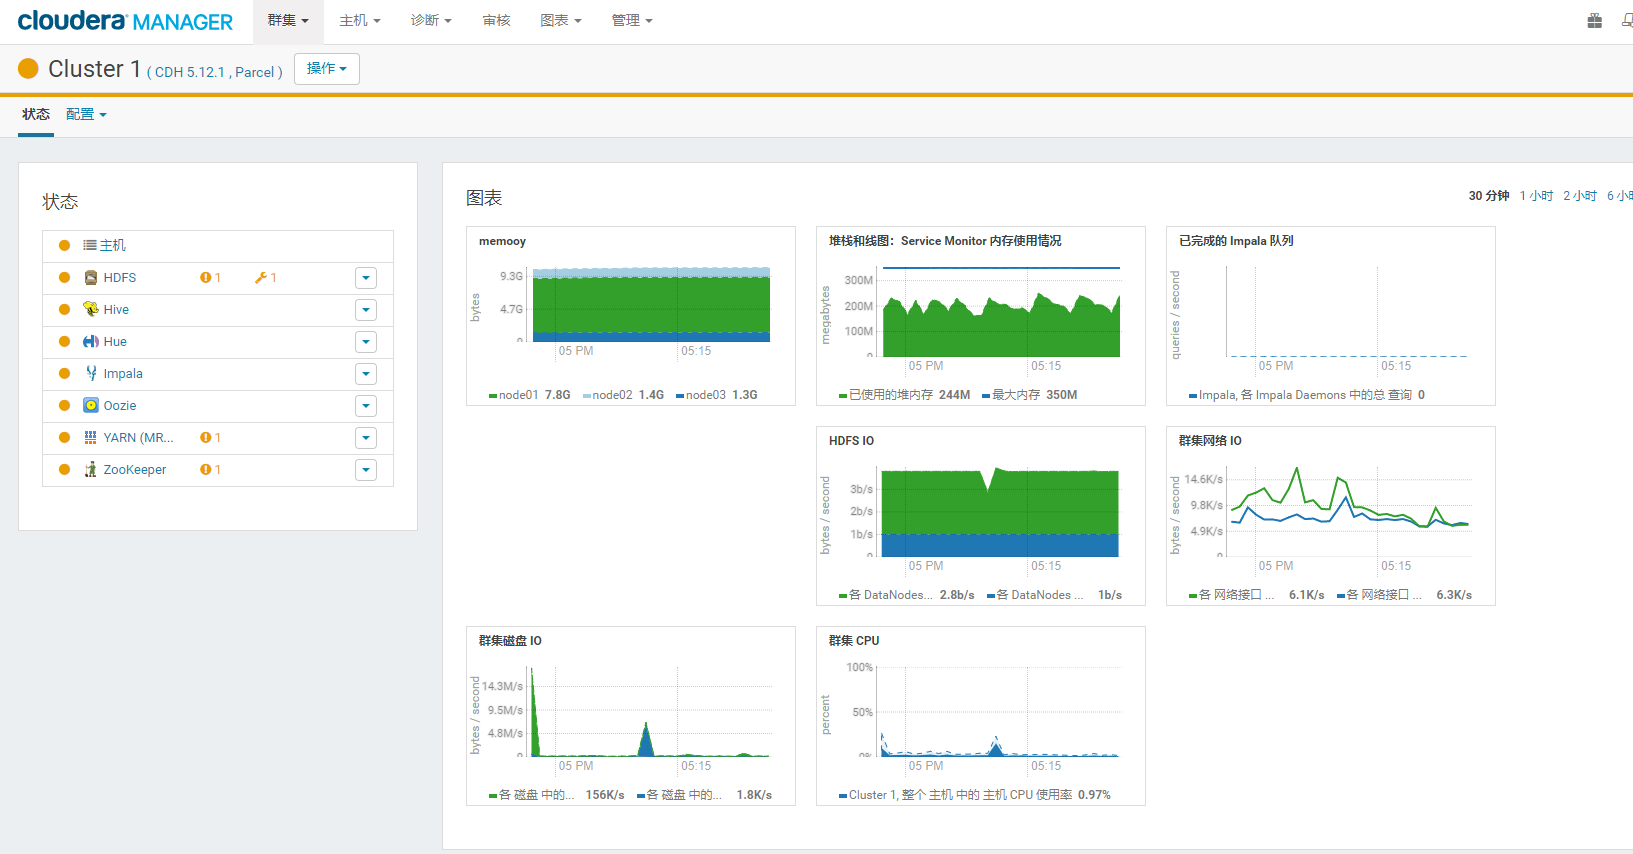 cloudera MANAGER 群集 主机 诊断 审核 图表 管理
Cluster 1 ( CDH 5.12.1 , Parcel ) 操作
状态 配置
状态
主机
HDFS 1 1
Hive
Hue
Impala
Oozie
YARN (MR... 1
ZooKeeper 1
图表
30 分钟 1 小时 2 小时 6 小时
memooy
bytes
9.3G
4.7G
0
05 PM 05:15
node01 7.8G node02 1.4G node03 1.3G
堆栈和线图：Service Monitor 内存使用情况
megabytes
300M
200M
100M
0
05 PM 05:15
已使用的堆内存 244M 最大内存 350M
已完成的 Impala 队列
queries / second
05 PM 05:15
Impala, 各 Impala Daemons 中的总 查询 0
HDFS IO
bytes / second
3b/s
2b/s
1b/s
0
05 PM 05:15
各 DataNodes... 2.8b/s 各 DataNodes ... 1b/s
群集网络 IO
bytes / second
14.6K/s
9.8K/s
4.9K/s
0
05 PM 05:15
各 网络接口 ... 6.1K/s 各 网络接口 ... 6.3K/s
群集磁盘 IO
bytes / second
14.3M/s
9.5M/s
4.8M/s
0
05 PM 05:15
各 磁盘 中的... 156K/s 各 磁盘 中的... 1.8K/s
群集 CPU
percent
100%
50%
0%
05 PM 05:15
Cluster 1, 整个 主机 中的 主机 CPU 使用率 0.97%